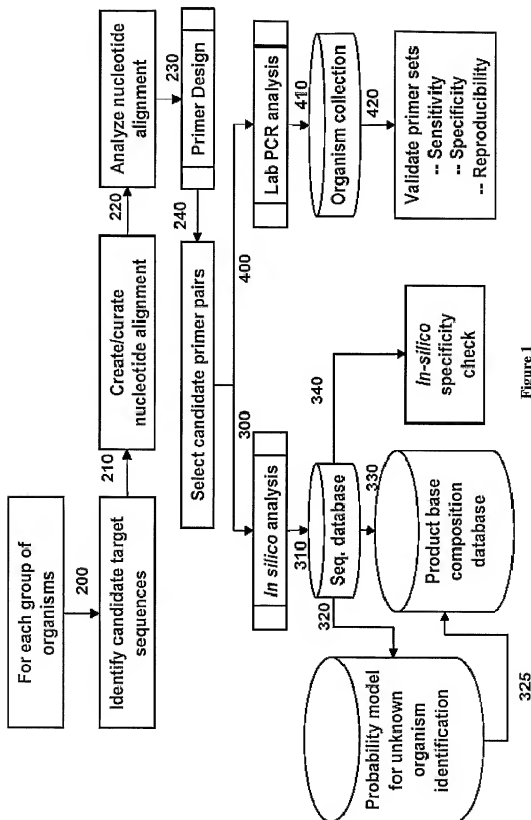 For each group of
organisms
200
Identify candidate target
sequences
210
Create/curate
nucleotide alignment
220
Analyze nucleotide
alignment
230
Primer Design
240
Select candidate primer pairs
300
400
In silico analysis
310
Seq. database
320
Probability model
for unknown
organism
identification
325
330
Product base
composition
database
340
In-silico
specificity
check
Lab PCR analysis
410
Organism collection
420
Validate primer sets
-- Sensitivity
-- Specificity
-- Reproducibility
Figure 1